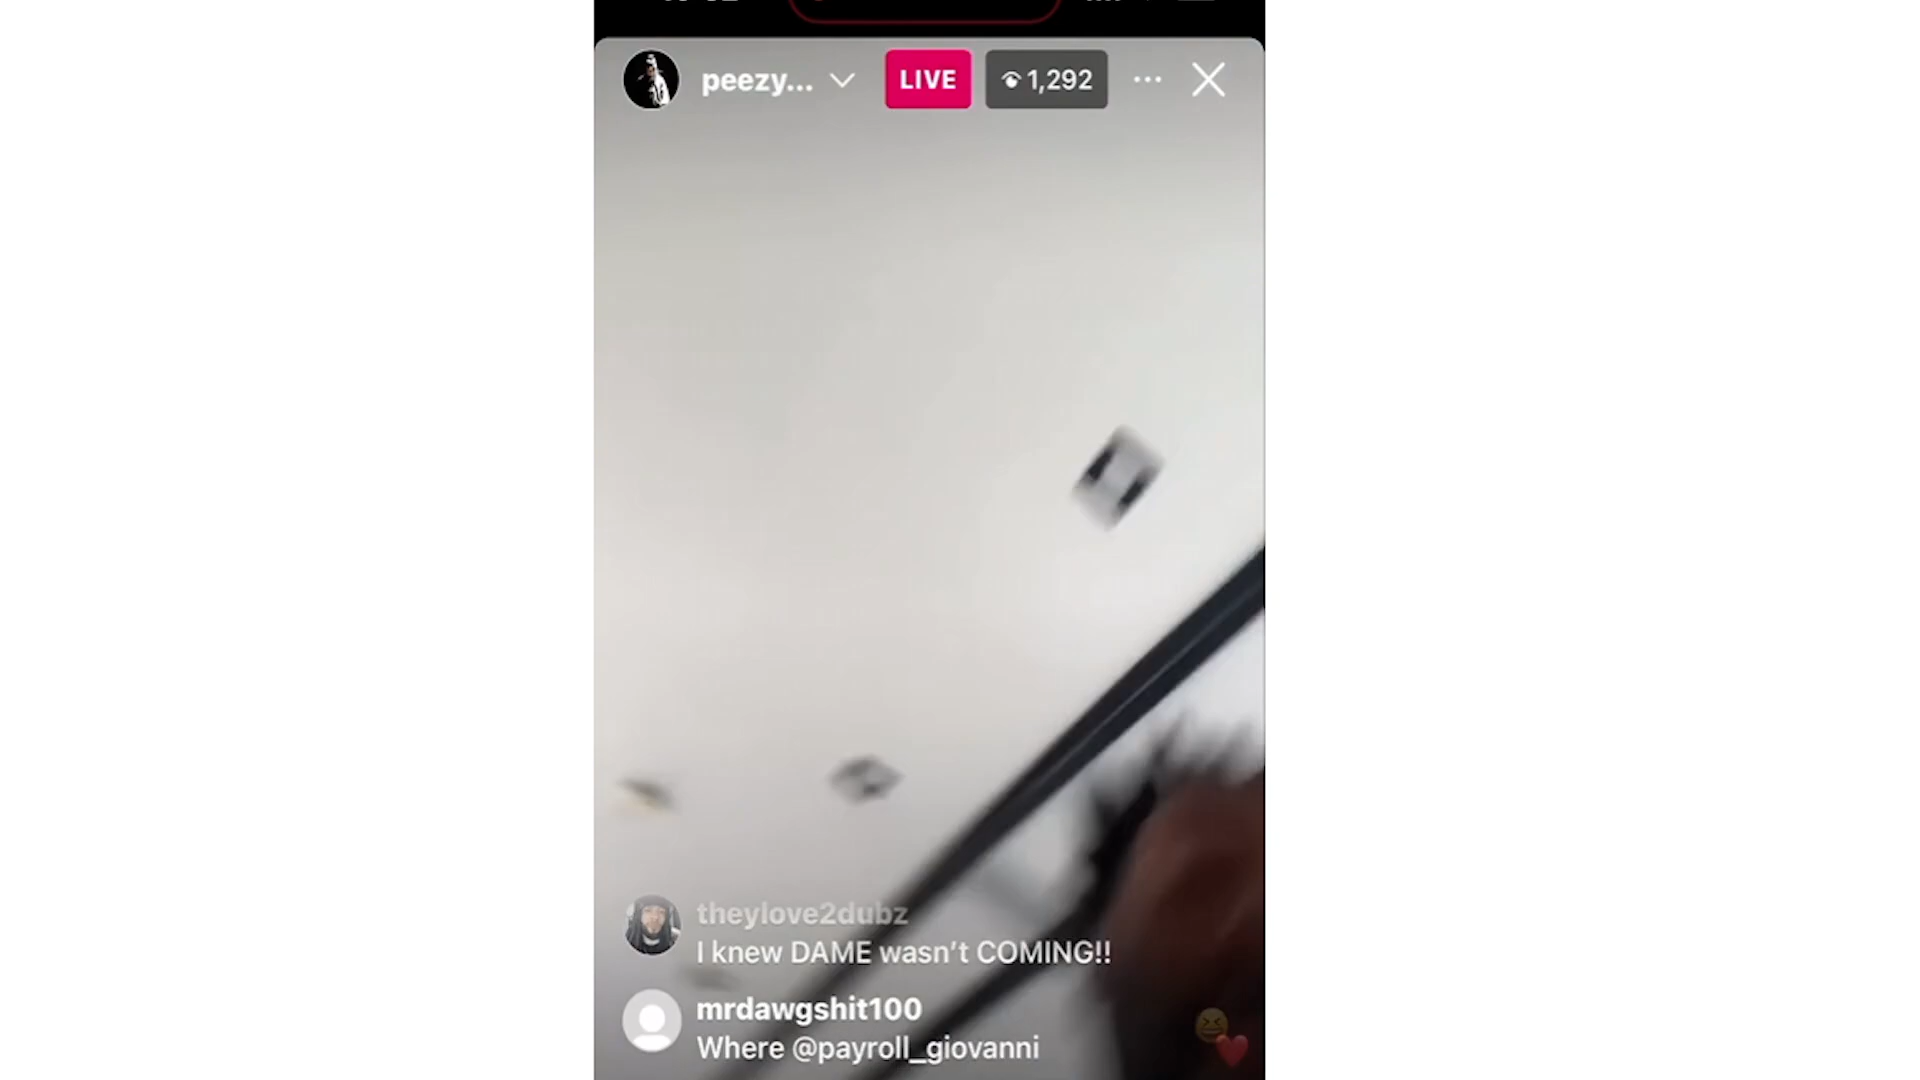 peezy...
LIVE
1,292
theylove2dubz
I knew DAME wasn't COMING!!
mrdawgshit100
Where @payroll_giovanni